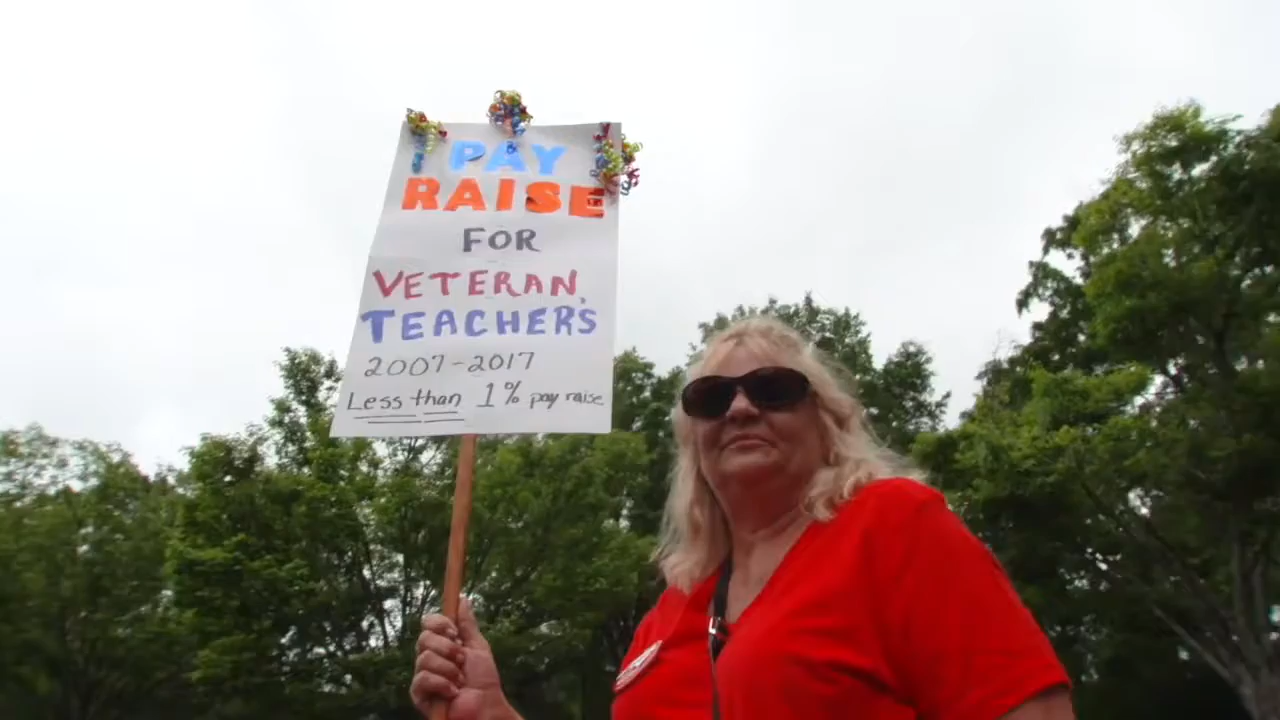 PAY
RAISE
FOR
VETERAN
TEACHER'S
2007-2017
Less than 1% pay raise